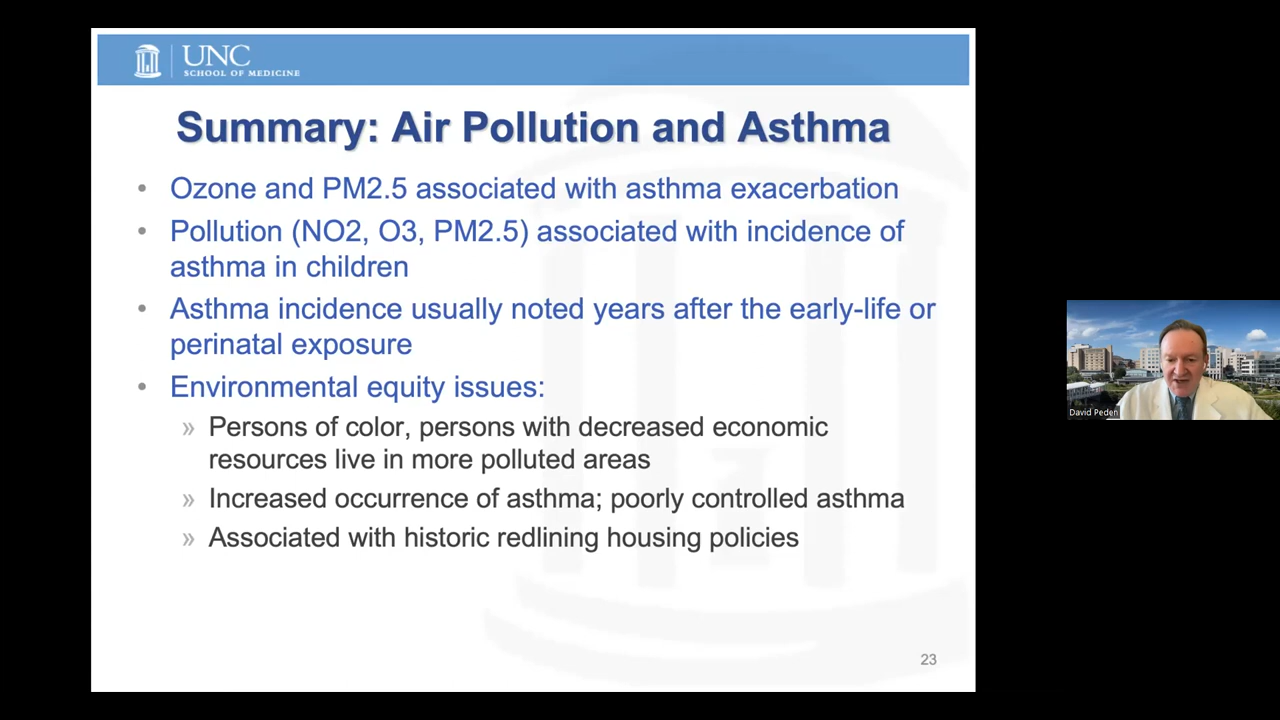 UNC
SCHOOL OF MEDICINE
Summary: Air Pollution and Asthma
• Ozone and PM2.5 associated with asthma exacerbation
• Pollution (NO2, O3, PM2.5) associated with incidence of
asthma in children
• Asthma incidence usually noted years after the early-life or
perinatal exposure
• Environmental equity issues:
» Persons of color, persons with decreased economic
resources live in more polluted areas
» Increased occurrence of asthma; poorly controlled asthma
» Associated with historic redlining housing policies
23
David Peden